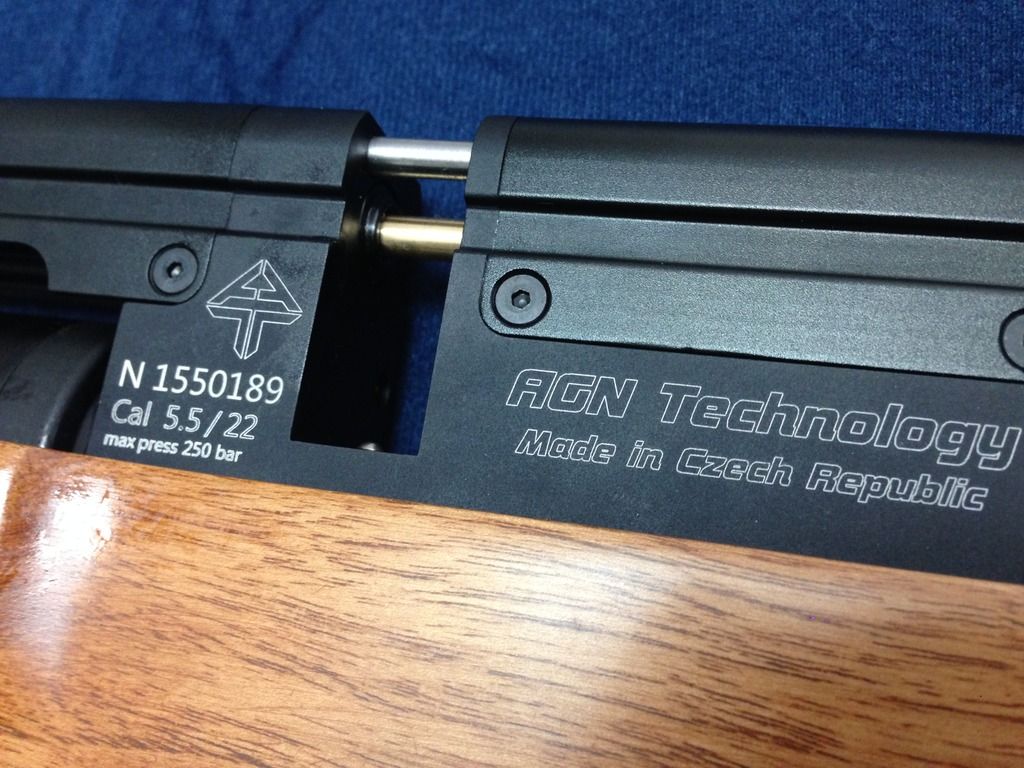 N 1550189
Cal 5.5/22
max press 250 bar
AGN Technology
Made in Czech Republic